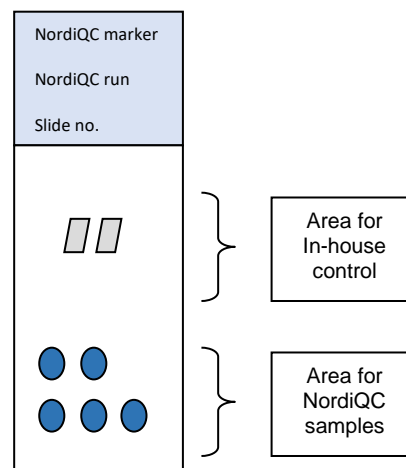 NordiQC marker
NordiQC run
Slide no.
Area for
In-house
control
Area for
NordiQC
samples